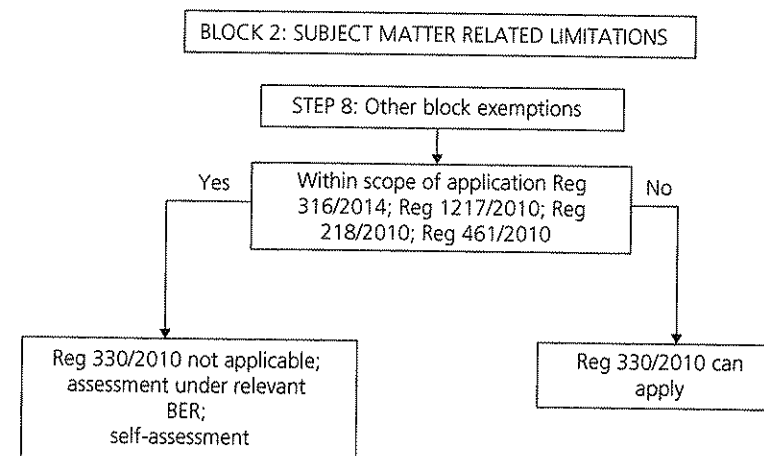 BLOCK 2: SUBJECT MATTER RELATED LIMITATIONS
STEP 8: Other block exemptions
Yes
Within scope of application Reg
316/2014; Reg 1217/2010; Reg
218/2010; Reg 461/2010
No
Reg 330/2010 not applicable;
assessment under relevant
BER;
self-assessment
Reg 330/2010 can
apply